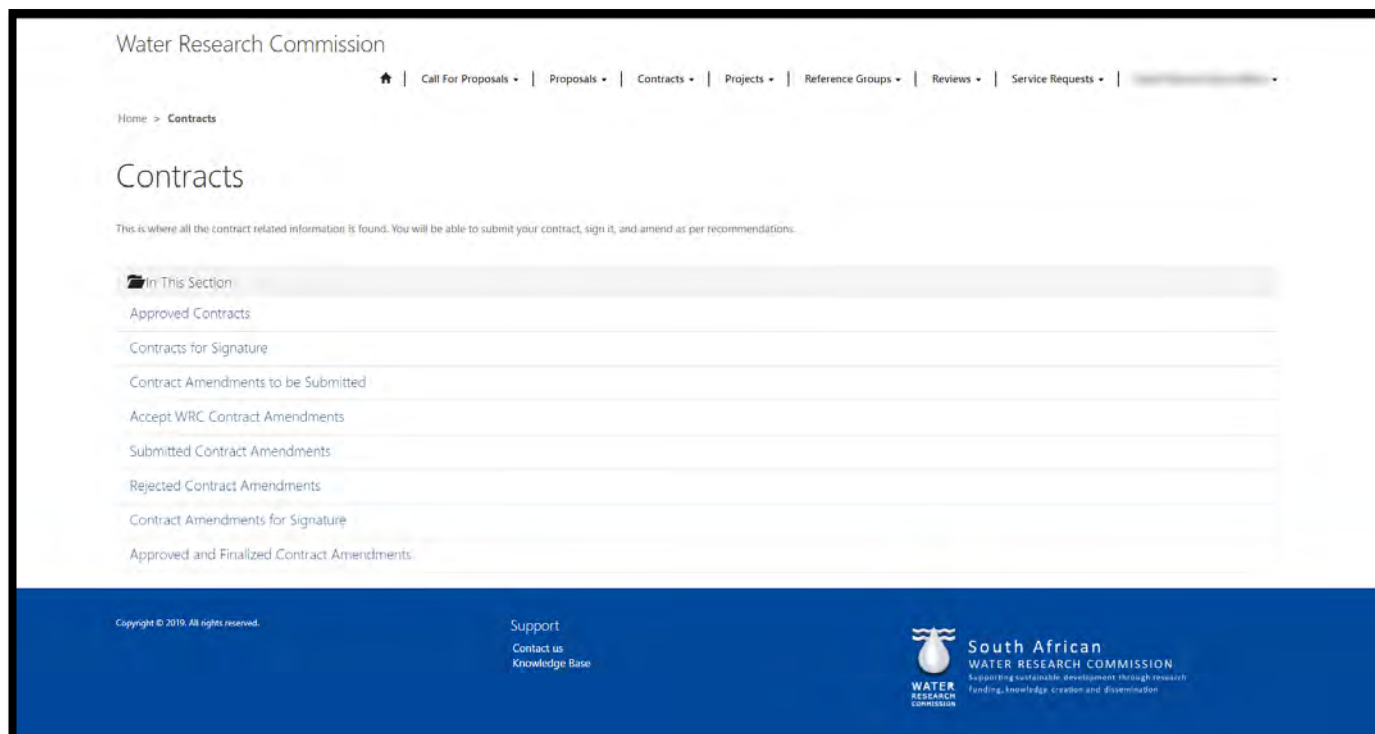 Water Research Commission
Call For Proposals | Proposals | Contracts | Projects | Reference Groups | Reviews | Service Requests |
Home > Contracts
Contracts
This is where all the contract related information is found. You will be able to submit your contract, sign it, and amend as per recommendations.
In This Section
Approved Contracts
Contracts for Signature
Contract Amendments to be Submitted
Accept WRC Contract Amendments
Submitted Contract Amendments
Rejected Contract Amendments
Contract Amendments for Signature
Approved and Finalized Contract Amendments
Copyright © 2019. All rights reserved.
Support
Contact us
Knowledge Base
WATER
RESEARCH
COMMISSION
South African
WATER RESEARCH COMMISSION
Supporting sustainable development through research
funding, knowledge creation and dissemination